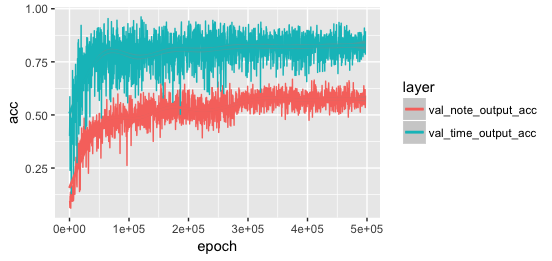 1.00
0.75
0.50
0.25
acc
0e+00 1e+05 2e+05 3e+05 4e+05 5e+05
epoch
layer
val_note_output_acc
val_time_output_acc